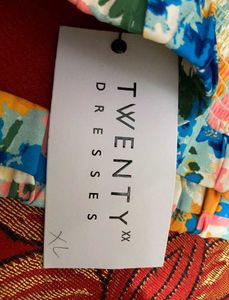 TWENTY XX
DRESSES
XL